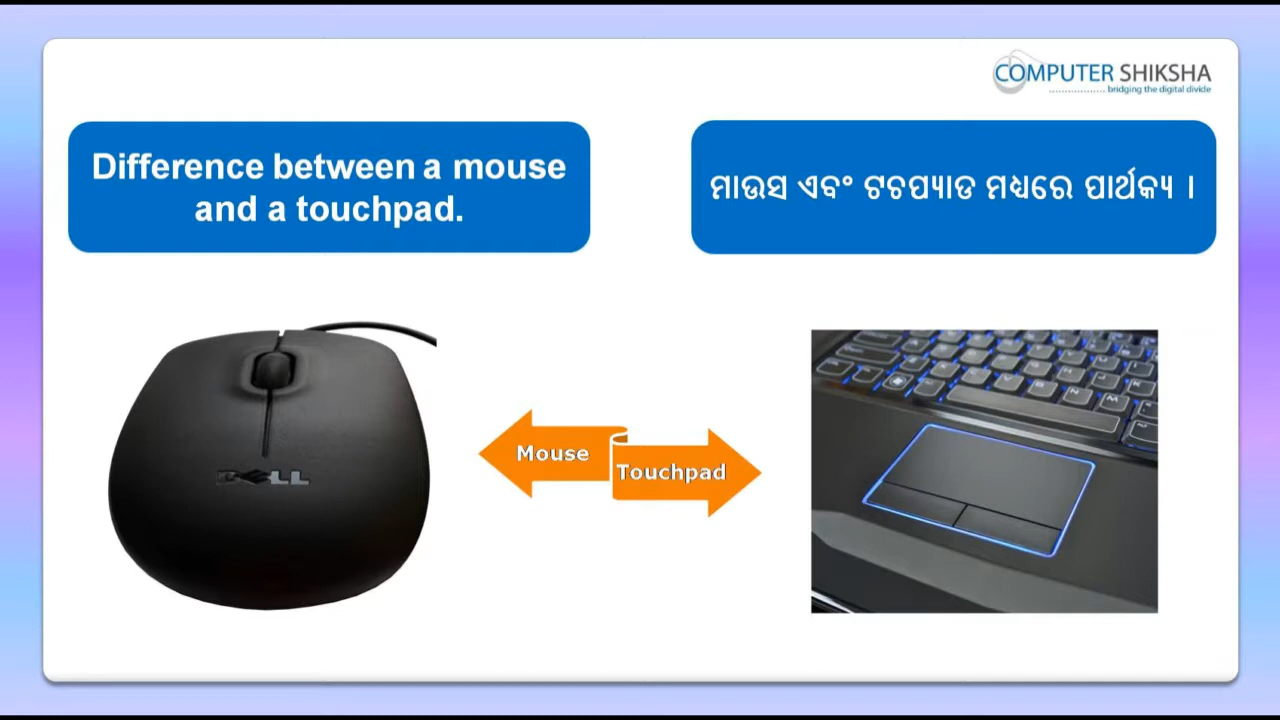 COMPUTER SHIKSHA
bridging the digital divide
Difference between a mouse
and a touchpad.
ମାଉସ ଏବଂ ଟଚପ୍ୟାଡ ମଧ୍ୟରେ ପାର୍ଥକ୍ୟ ।
Mouse
Touchpad
DELL